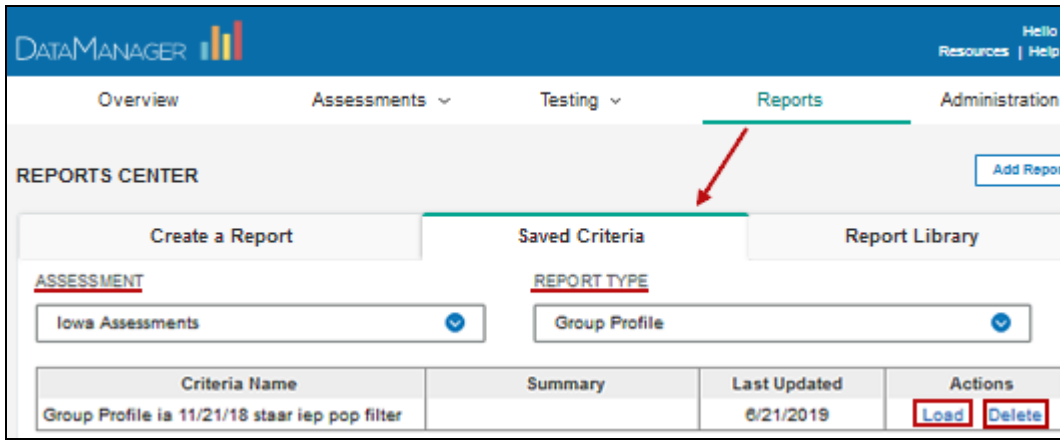 Hello
DATAMANAGER
Resources | Help
Overview Assessments Testing Reports Administration
REPORTS CENTER
Add Repor
Create a Report Saved Criteria Report Library
ASSESSMENT REPORT TYPE
Iowa Assessments Group Profile
Criteria Name Summary Last Updated Actions
Group Profile ia 11/21/18 staar iep pop filter 6/21/2019 Load Delete